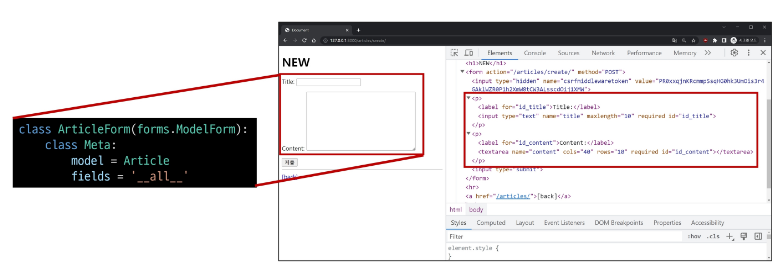 class ArticleForm(forms.ModelForm):
class Meta:
model = Article
fields = '__all__'
Document
NEW
Title:
Content:
제출
[back]
Elements
Console
Sources
Network
Performance
Memory
<h1>NEW</h1>
<form action="/articles/create/" method="POST">
<input type="hidden" name="csrfmiddlewaretoken"
<p>
<label for="id_title">Title:</label>
<input type="text" name="title" maxlength="10" required id="id_title">
</p>
<p>
<label for="id_content">Content:</label>
<textarea name="content" cols="40" rows="10" required id="id_content"></textarea>
</p>
<input type="submit">
</form>
<hr>
<a href="/articles/">[back]</a>
html body
Styles Computed Layout Event Listeners DOM Breakpoints Properties Accessibility
Filter :hov .cls
element.style {
}